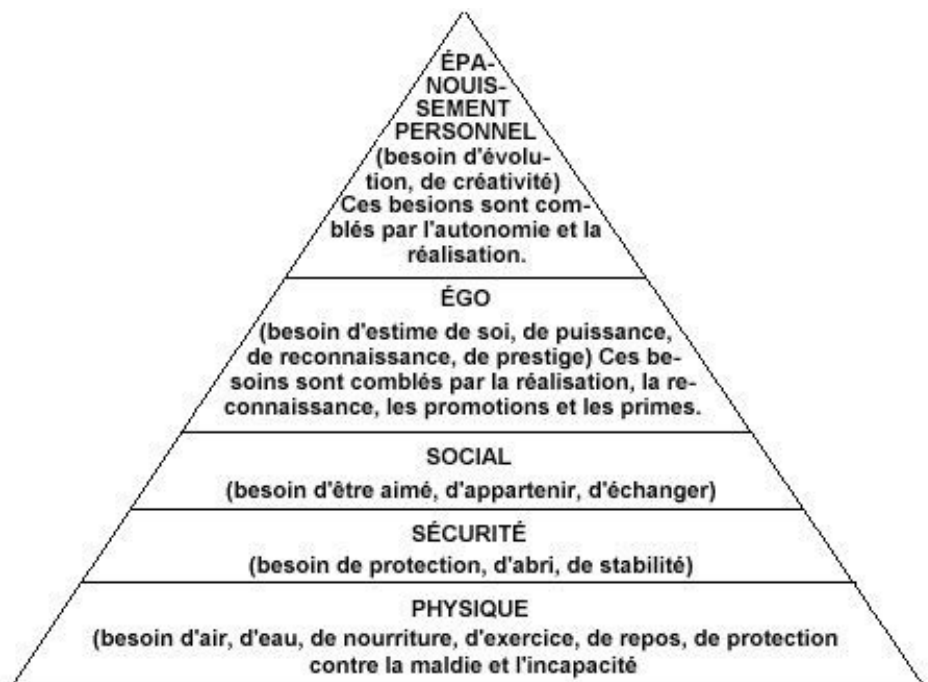 ÉPA-
NOUIS-
SEMENT
PERSONNEL
(besoin d'évolu-
tion, de créativité)
Ces besions sont com-
blés par l'autonomie et la
réalisation.
ÉGO
(besoin d'estime de soi, de puissance,
de reconnaissance, de prestige) Ces be-
soins sont comblés par la réalisation, la re-
connaissance, les promotions et les primes.
SOCIAL
(besoin d'être aimé, d'appartenir, d'échanger)
SÉCURITÉ
(besoin de protection, d'abri, de stabilité)
PHYSIQUE
(besoin d'air, d'eau, de nourriture, d'exercice, de repos, de protection
contre la maldie et l'incapacité